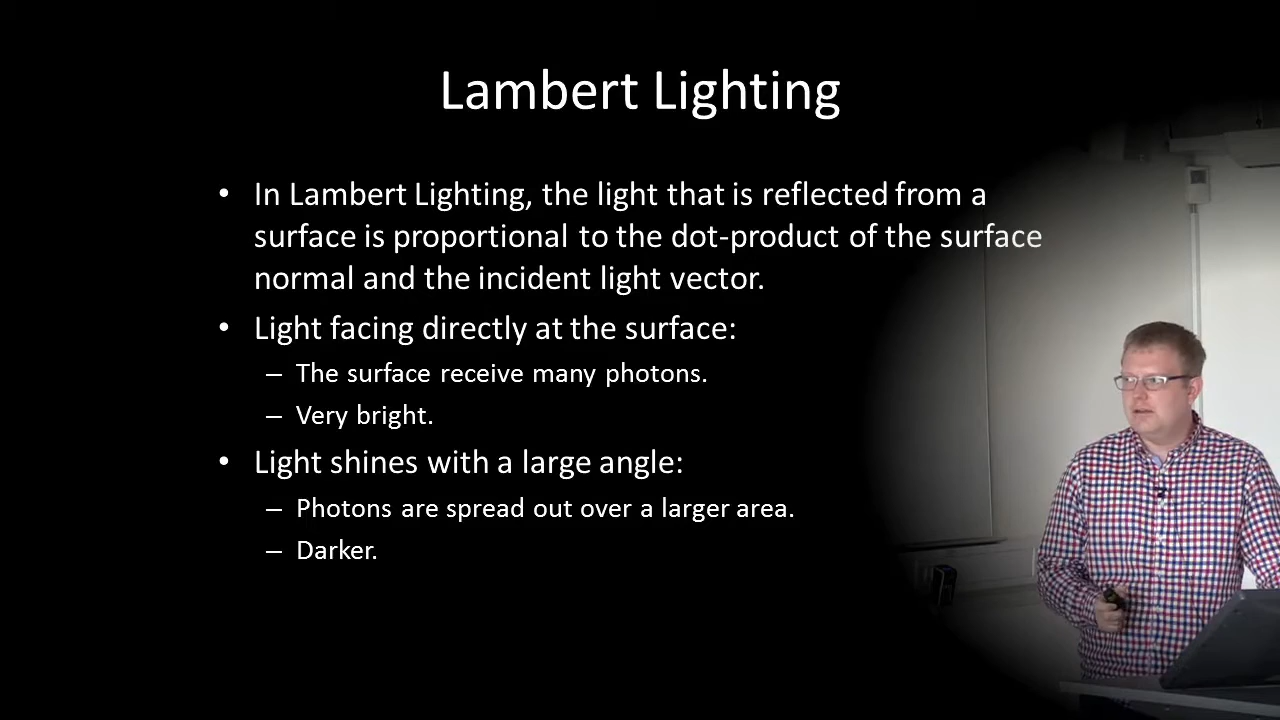 Lambert Lighting
• In Lambert Lighting, the light that is reflected from a
surface is proportional to the dot-product of the surface
normal and the incident light vector.
• Light facing directly at the surface:
– The surface receive many photons.
– Very bright.
• Light shines with a large angle:
– Photons are spread out over a larger area.
– Darker.